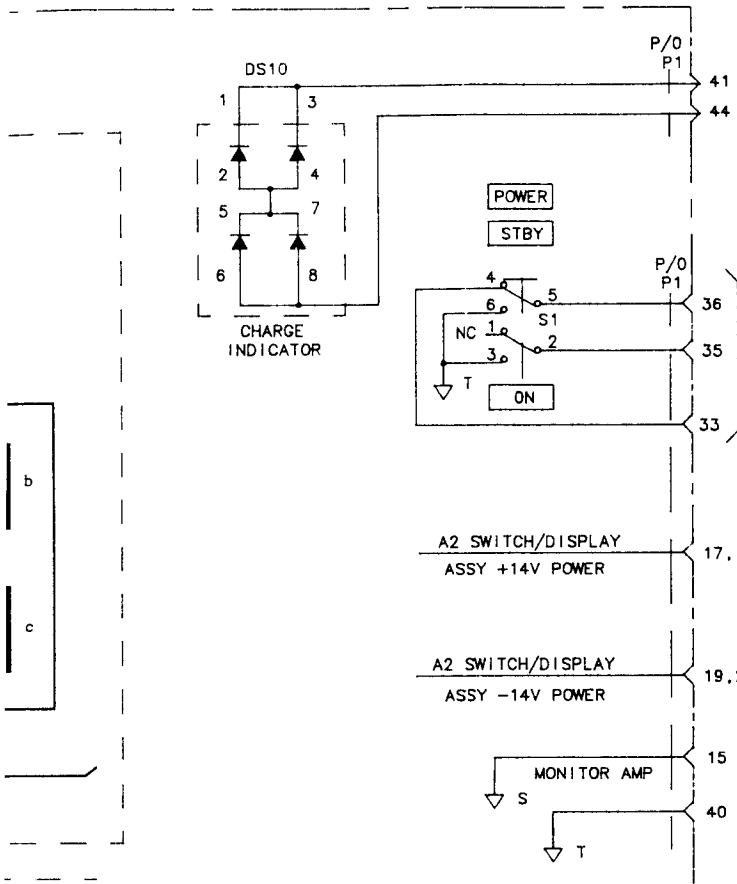 P/O
P1
41
44
DS10
1 3
2 4
5 7
6 8
CHARGE
INDICATOR
POWER
STBY
P/O
P1
4
5
36
6
S1
NC 1
2
35
3
T
ON
33
b
A2 SWITCH/DISPLAY
17,
ASSY +14V POWER
c
A2 SWITCH/DISPLAY
19,
ASSY -14V POWER
15
MONITOR AMP
S
40
T